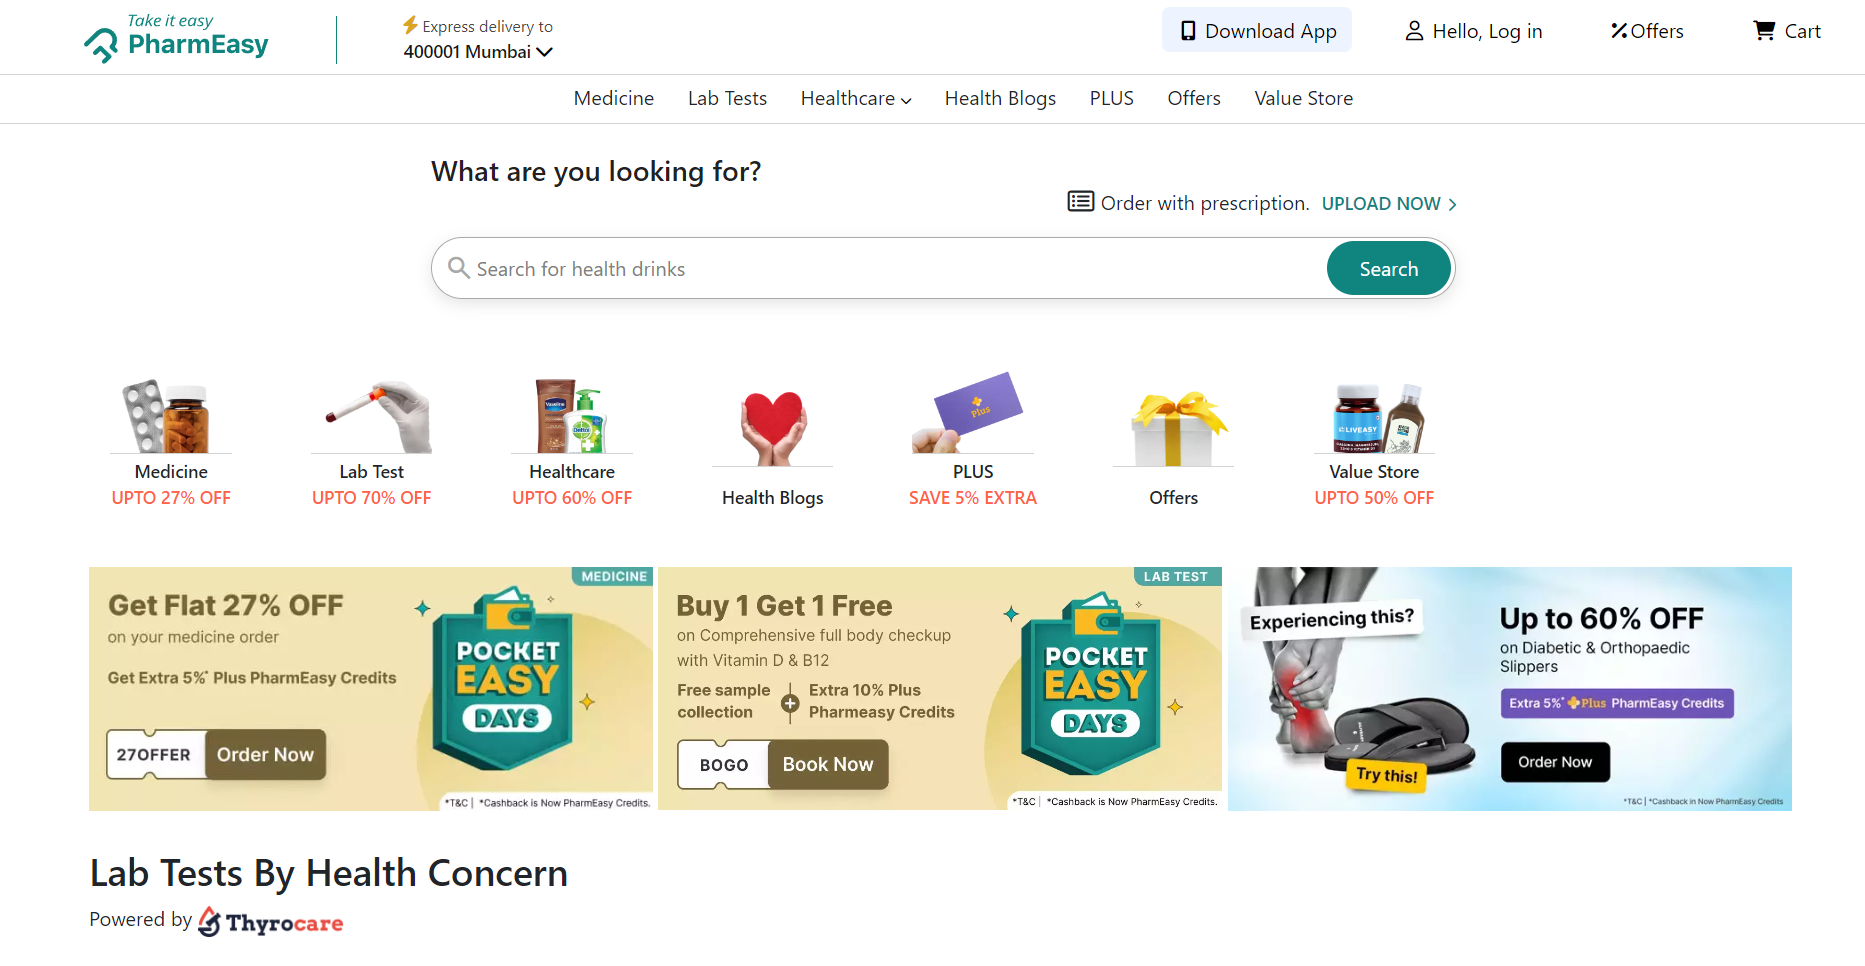 Take it easy
PharmEasy
Express delivery to
400001 Mumbai
Download App
Hello, Log in
Offers
Cart
Medicine
Lab Tests
Healthcare
Health Blogs
PLUS
Offers
Value Store
What are you looking for?
Order with prescription. UPLOAD NOW
Search for health drinks
Search
Vaseline
Dettol
Plus
LIVEASY
Medicine
UPTO 27% OFF
Lab Test
UPTO 70% OFF
Healthcare
UPTO 60% OFF
Health Blogs
PLUS
SAVE 5% EXTRA
Offers
Value Store
UPTO 50% OFF
MEDICINE
Get Flat 27% OFF
on your medicine order
Get Extra 5%* Plus PharmEasy Credits
27OFFER
Order Now
POCKET
EASY
DAYS
*T&C | *Cashback is Now PharmEasy Credits.
LAB TEST
Buy 1 Get 1 Free
on Comprehensive full body checkup
with Vitamin D & B12
Free sample
collection
+
Extra 10% Plus
Pharmeasy Credits
BOGO
Book Now
POCKET
EASY
DAYS
*T&C | *Cashback is Now PharmEasy Credits.
Experiencing this?
Try this!
Up to 60% OFF
on Diabetic & Orthopaedic
Slippers
Extra 5%* Plus PharmEasy Credits
Order Now
*T&C | *Cashback in Now PharmEasy Credits
Lab Tests By Health Concern
Powered by Thyrocare